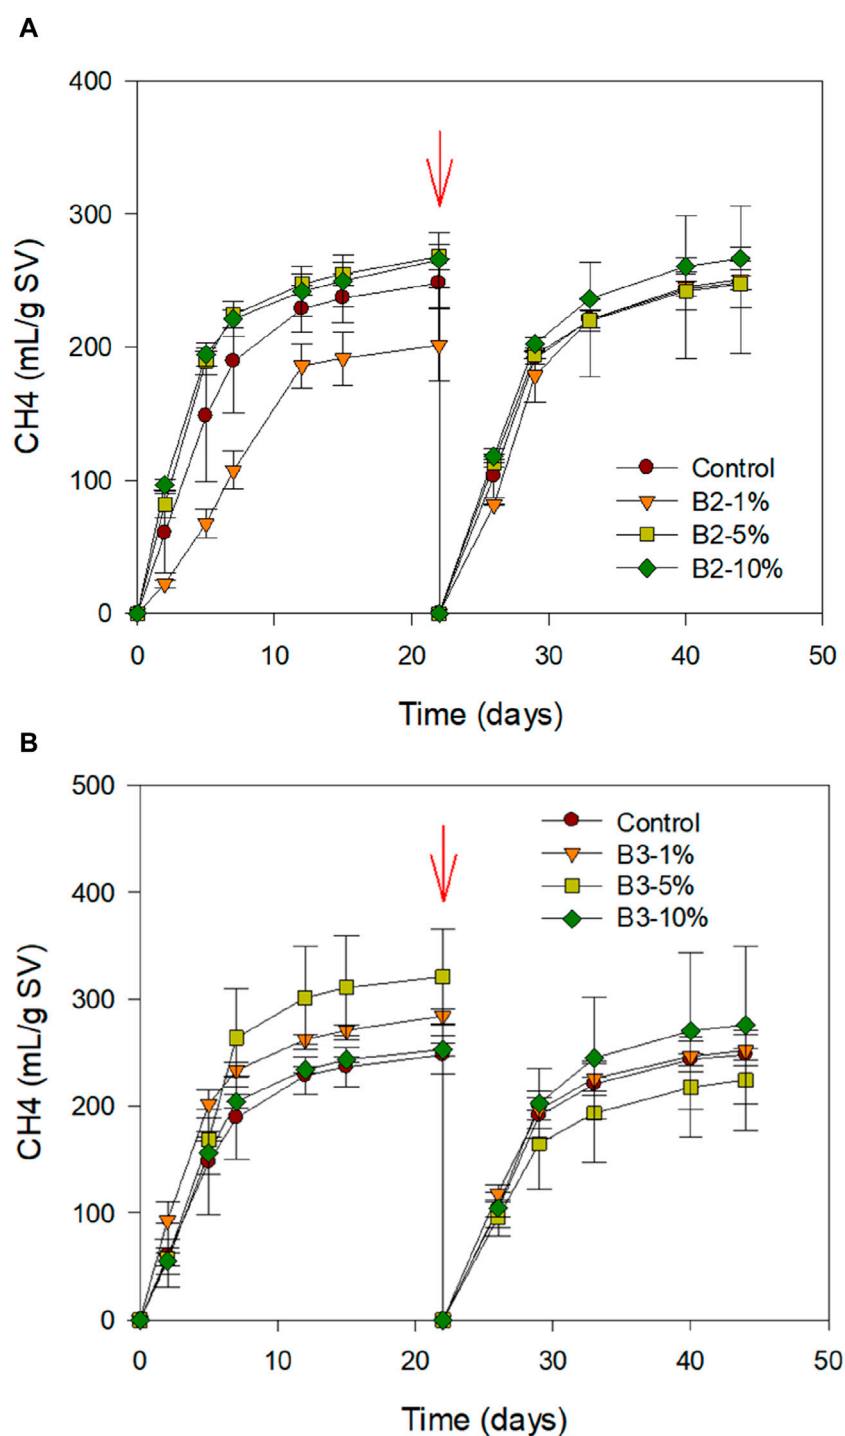 A
400
300
200
100
0
CH4 (mL/g SV)
Control
B2-1%
B2-5%
B2-10%
0 10 20 30 40 50
Time (days)
B
500
400
300
200
100
0
CH4 (mL/g SV)
Control
B3-1%
B3-5%
B3-10%
0 10 20 30 40 50
Time (days)